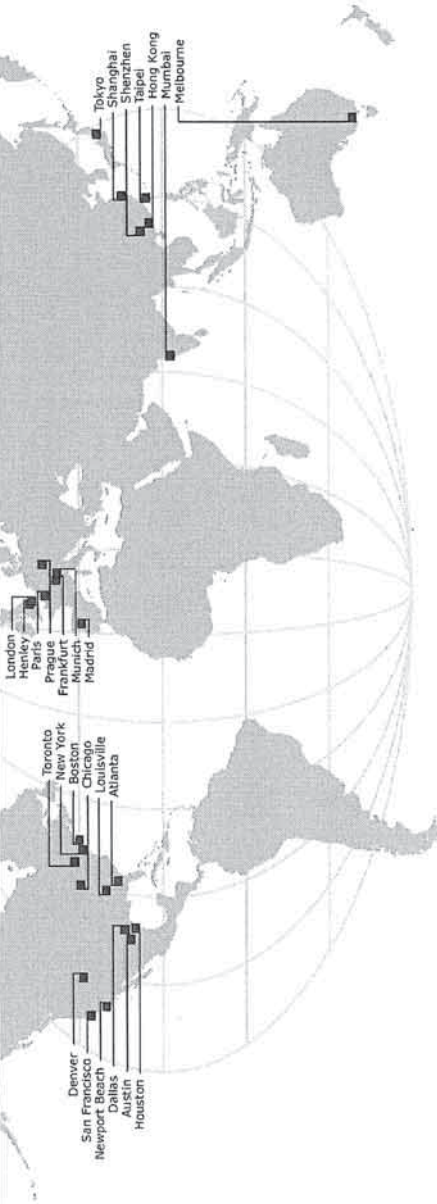 Denver
San Francisco
Newport Beach
Dallas
Austin
Houston
Toronto
New York
Boston
Chicago
Louisville
Atlanta
London
Henley
Paris
Prague
Frankfurt
Munich
Madrid
Tokyo
Shanghai
Shenzhen
Taipei
Hong Kong
Mumbai
Melbourne